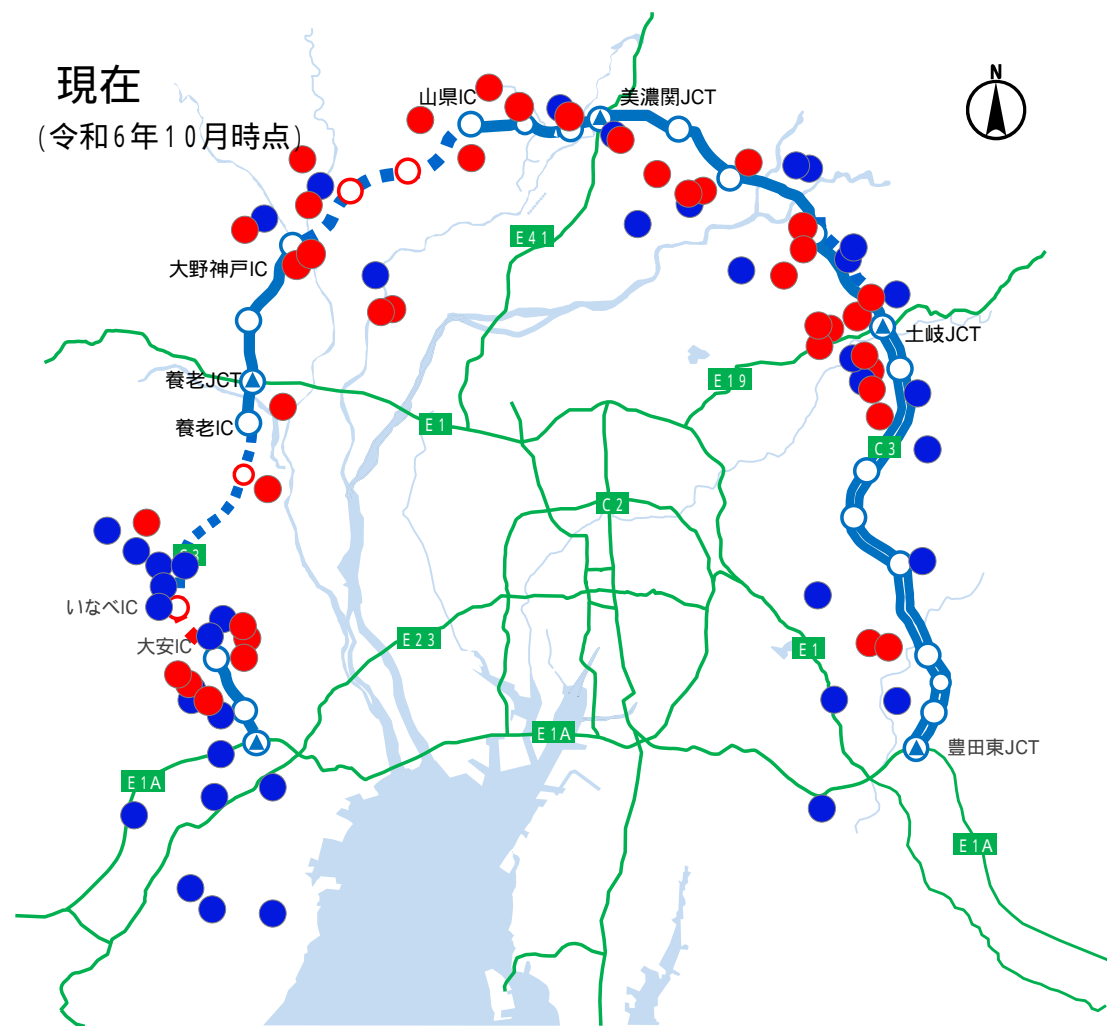 現在
(令和6年10月時点)
N
山県IC
美濃関JCT
E41
大野神戸IC
土岐JCT
養老JCT
E19
養老IC
E1
C3
C2
いなべIC
大安IC
E23
E1
E1A
豊田東JCT
E1A
E1A